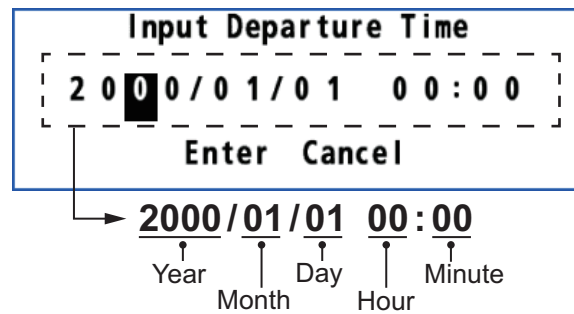 Input Departure Time
2000/01/01 00:00
Enter Cancel
2000/01/01 00:00
Year Day Minute
Month Hour